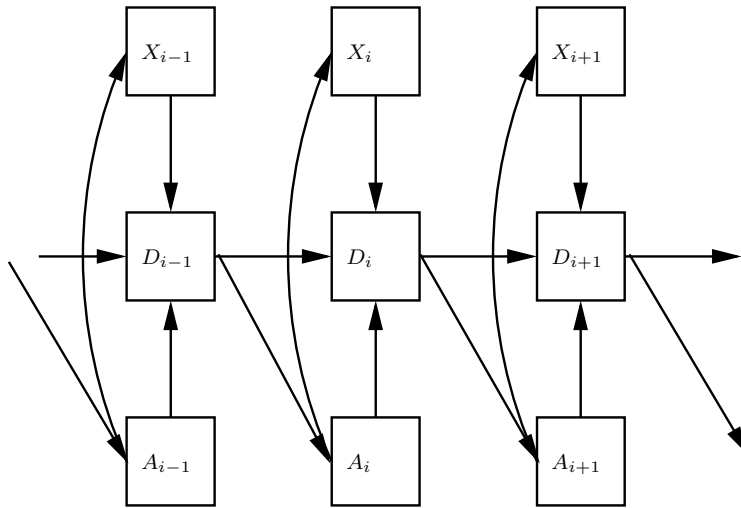 X_{i−1} X_i X_{i+1}
D_{i−1} D_i D_{i+1}
A_{i−1} A_i A_{i+1}